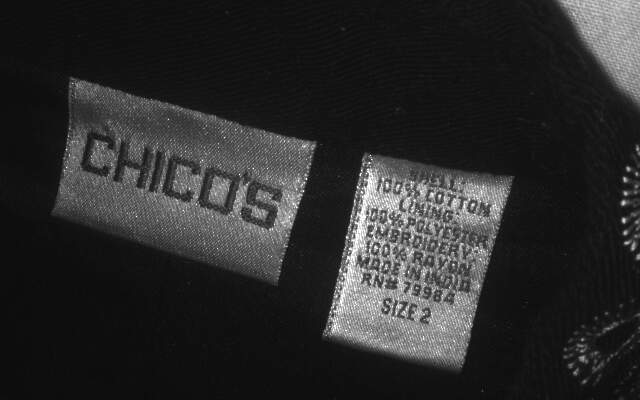 CHICO'S
SHELL:
100% COTTON
LINING:
100% POLYESTER
EMBROIDERY:
100% RAYON
MADE IN INDIA
RN# 79984
SIZE 2